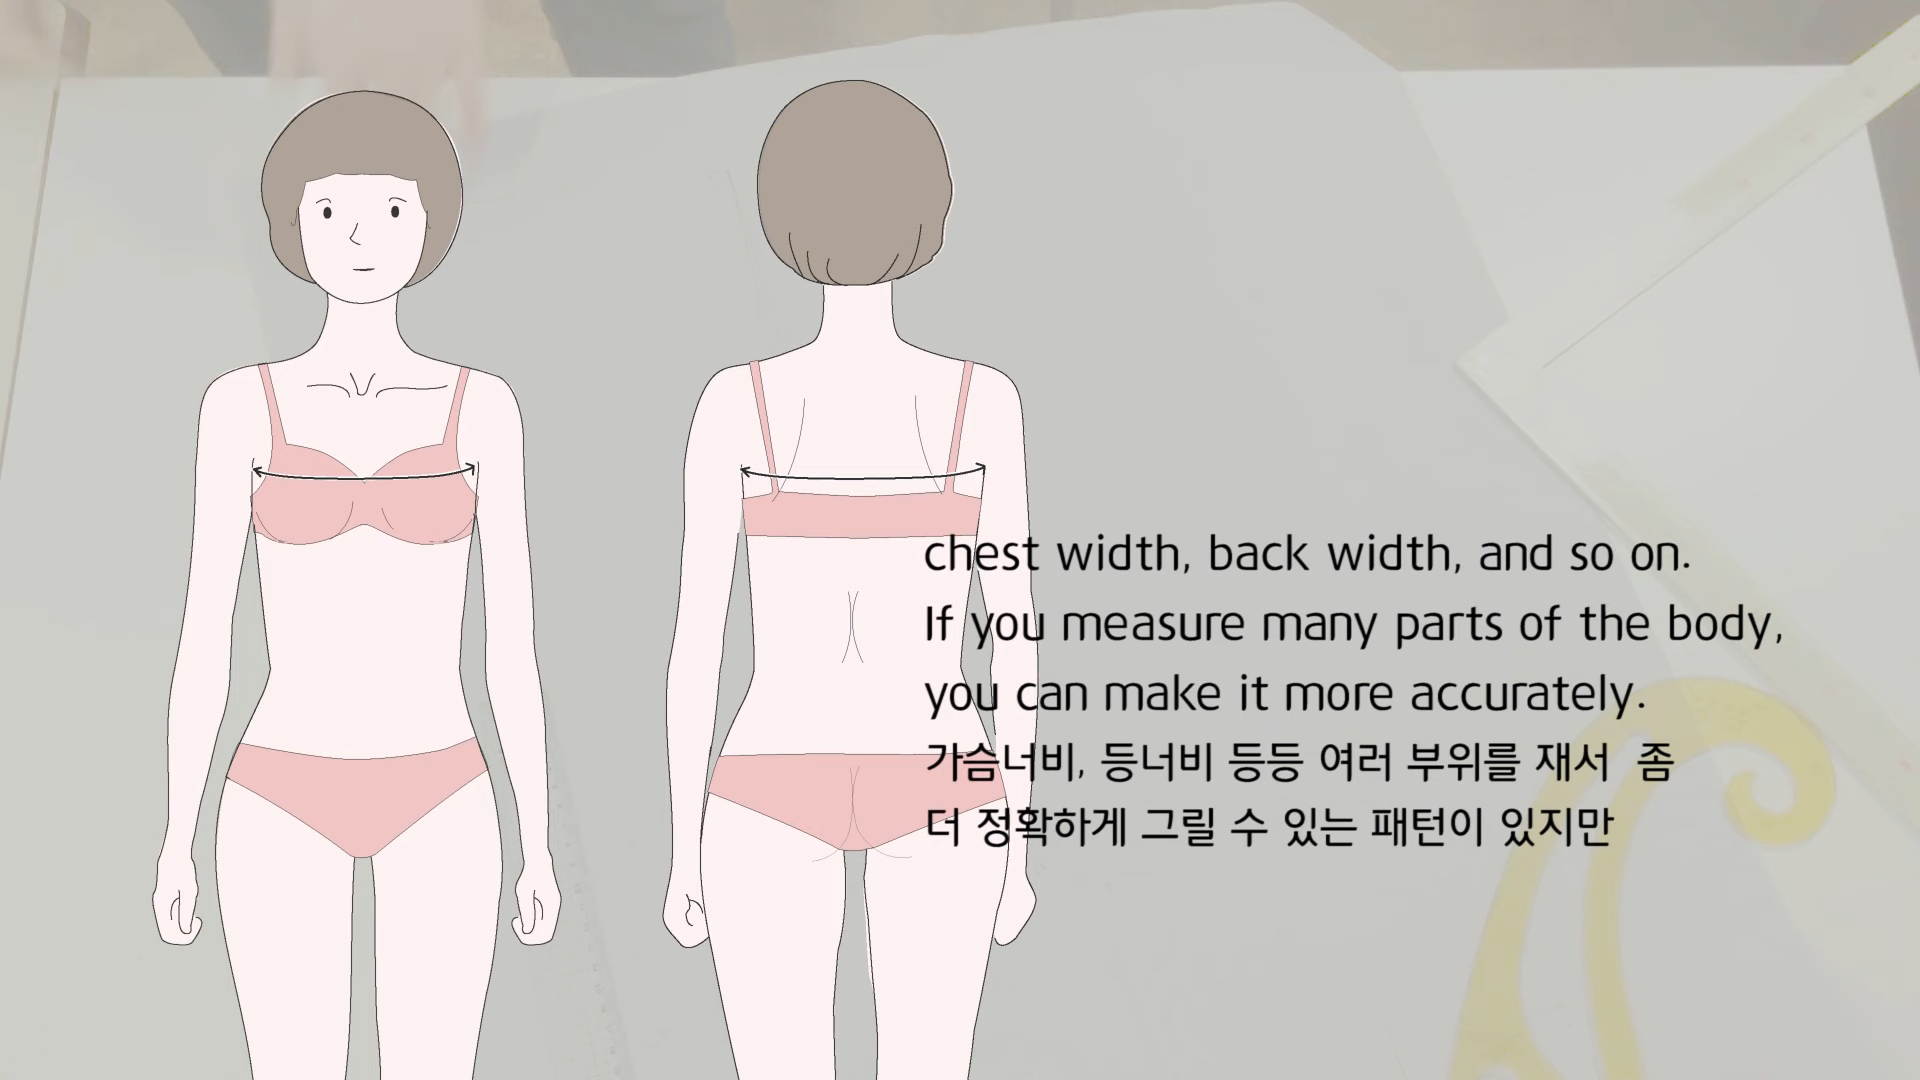 chest width, back width, and so on.
If you measure many parts of the body,
you can make it more accurately.
가슴너비, 등너비 등등 여러 부위를 재서 좀
더 정확하게 그릴 수 있는 패턴이 있지만